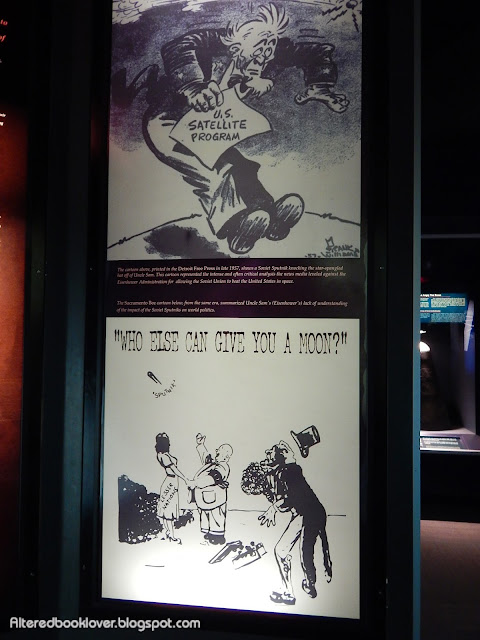 U.S.
SATELLITE
PROGRAM
The cartoon above, printed in the Detroit Free Press in late 1957, shows a Soviet Sputnik knocking the star-spangled
hat off of Uncle Sam. This cartoon represented the intense and often critical analysis the news media leveled against the
Eisenhower Administration for allowing the Soviet Union to beat the United States in space.
The Sacramento Bee cartoon below, from the same era, summarized Uncle Sam's (Eisenhower's) lack of understanding
of the impact of the Soviet Sputniks on world politics.
"WHO ELSE CAN GIVE YOU A MOON?"
"SPUTNIK"
Alteredbooklover.blogspot.com